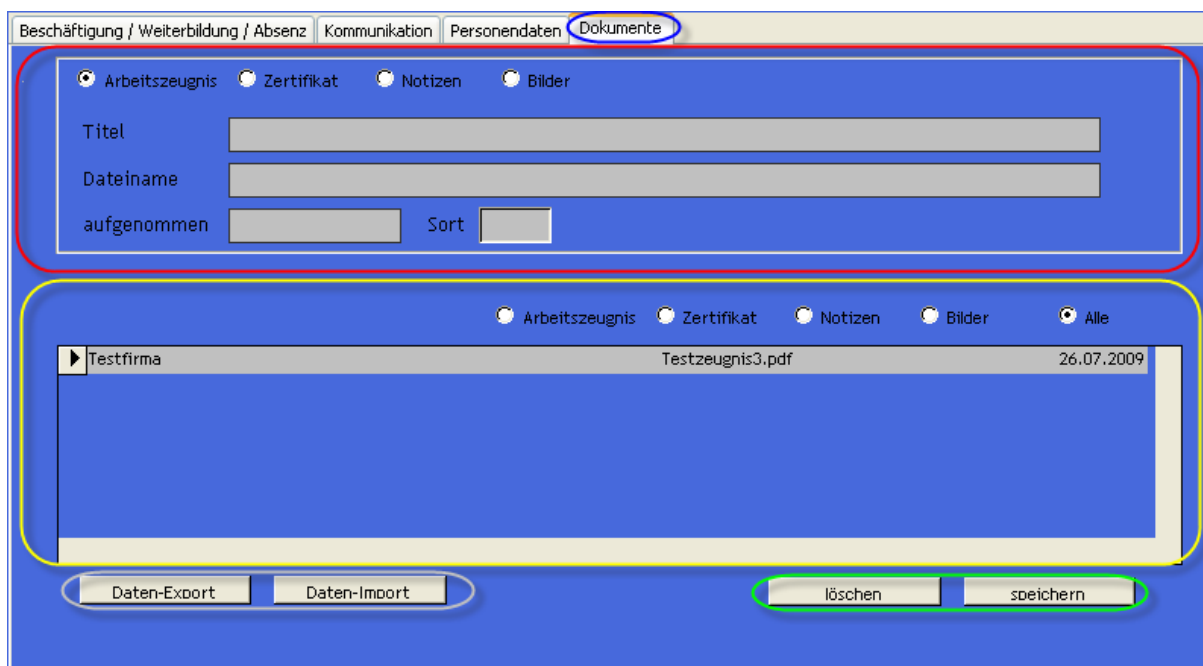 Beschäftigung / Weiterbildung / Absenz Kommunikation Personendaten Dokumente
Arbeitszeugnis Zertifikat Notizen Bilder
Titel
Dateiname
aufgenommen Sort
Arbeitszeugnis Zertifikat Notizen Bilder Alle
Testfirma Testzeugnis3.pdf 26.07.2009
Daten-Export Daten-Import löschen speichern